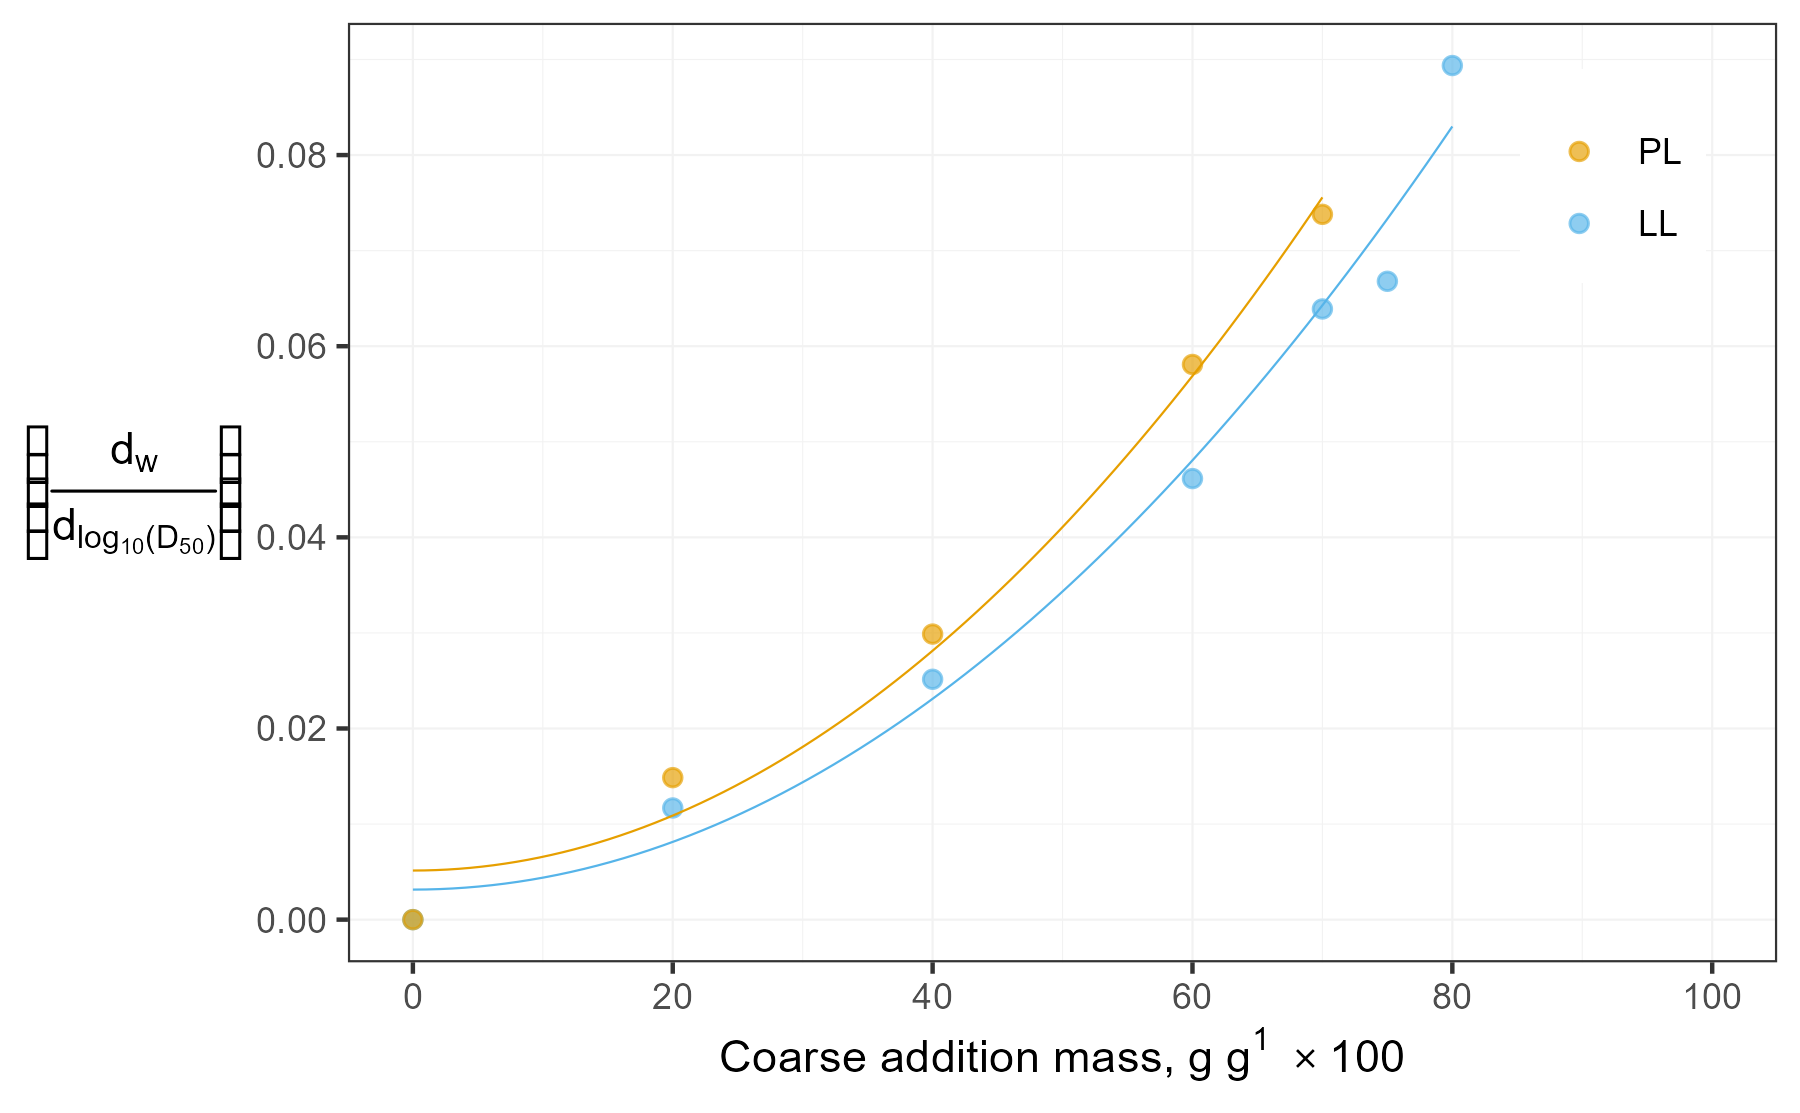 0.08
0.06
0.04
0.02
0.00
d_w
d_log₁₀(D₅₀)
0 20 40 60 80 100
Coarse addition mass, g g¹ × 100
PL
LL